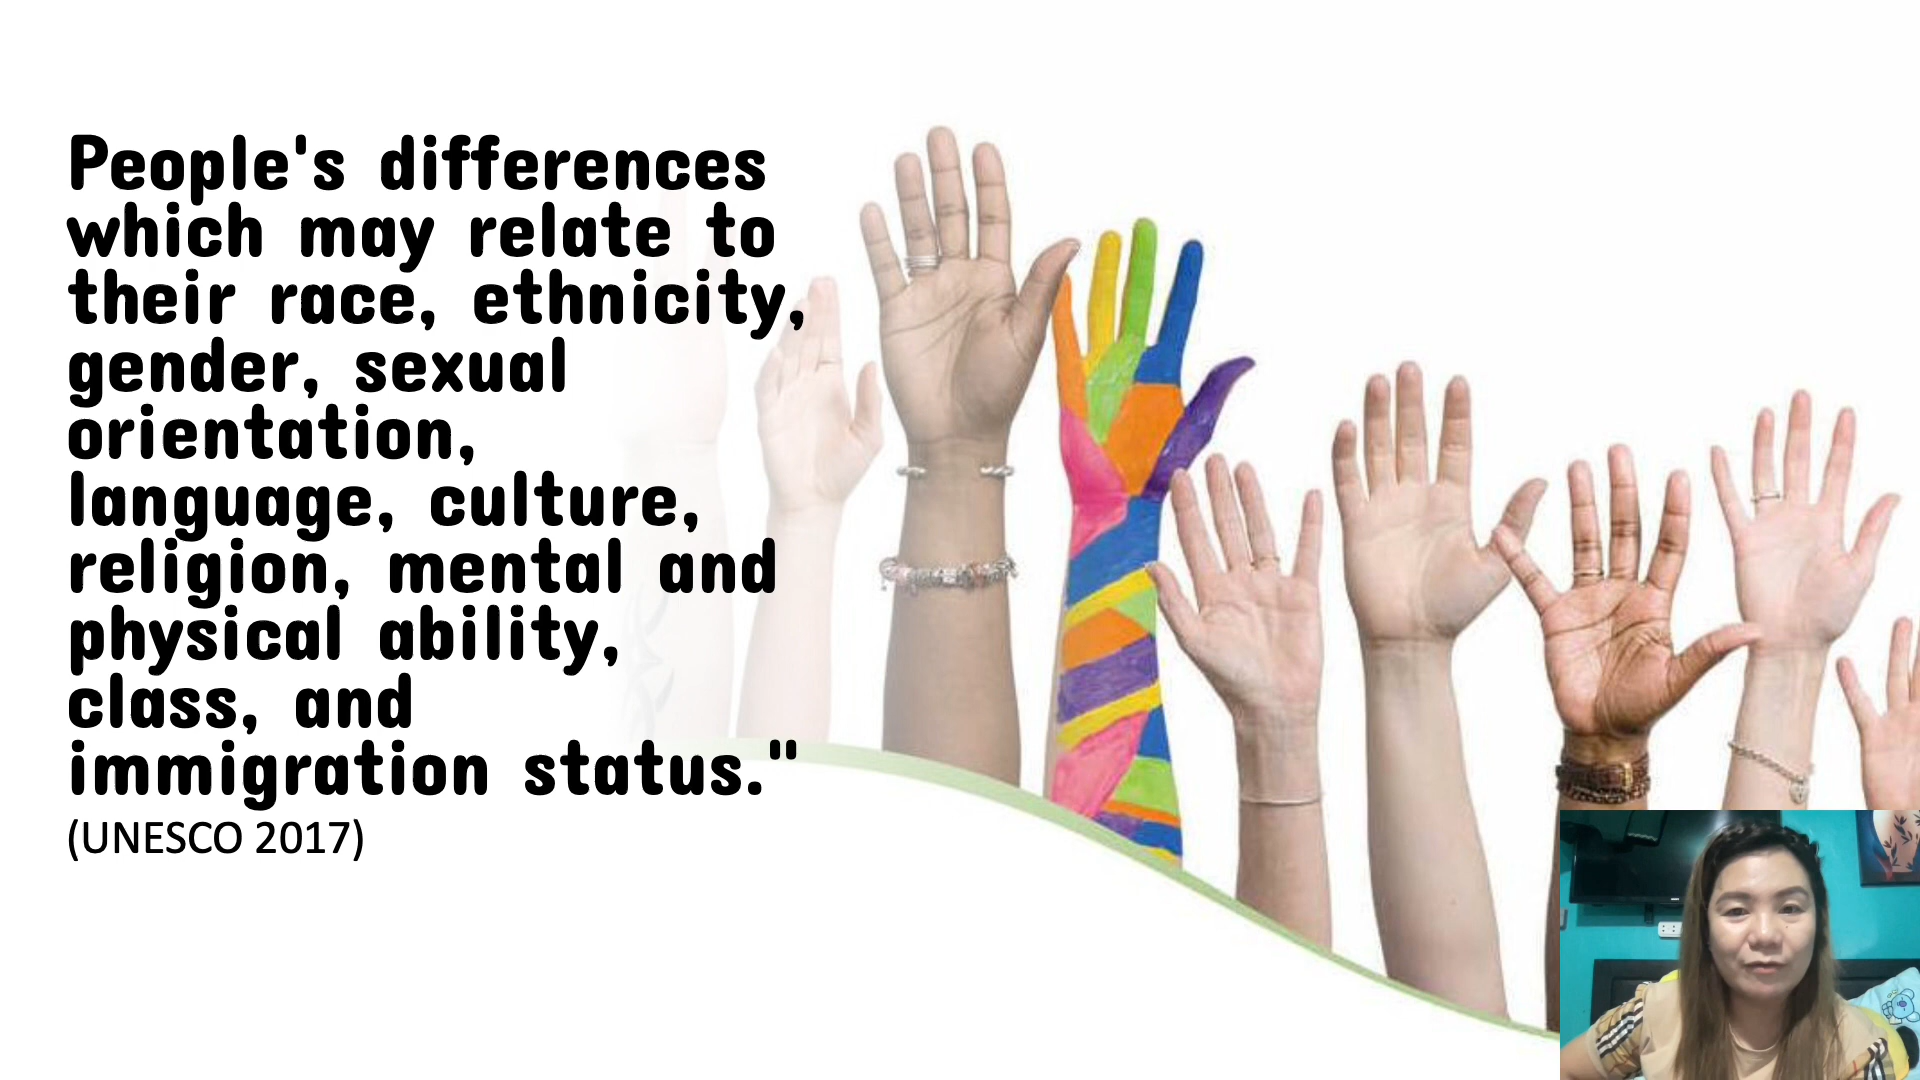 People's differences
which may relate to
their race, ethnicity,
gender, sexual
orientation,
language, culture,
religion, mental and
physical ability,
class, and
immigration status."
(UNESCO 2017)